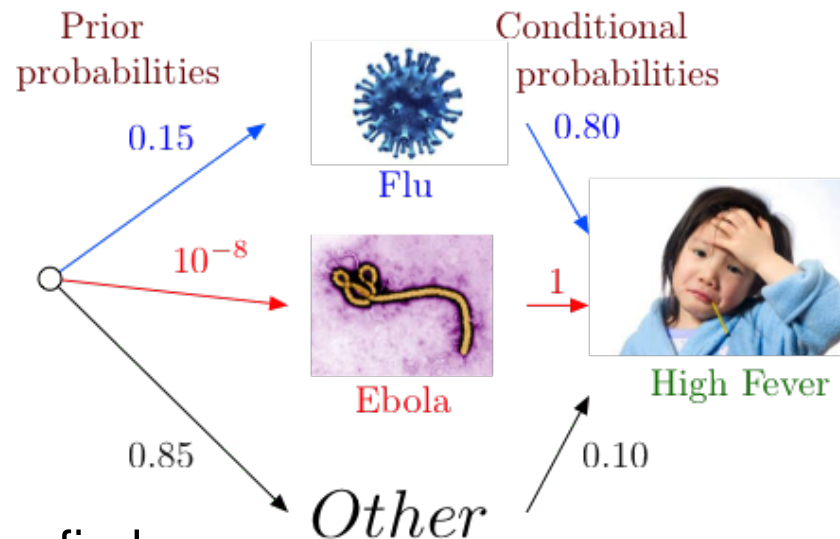 Prior
probabilities
Conditional
probabilities
0.15
0.80
Flu
10⁻⁸
1
Ebola
High Fever
0.85
0.10
Other